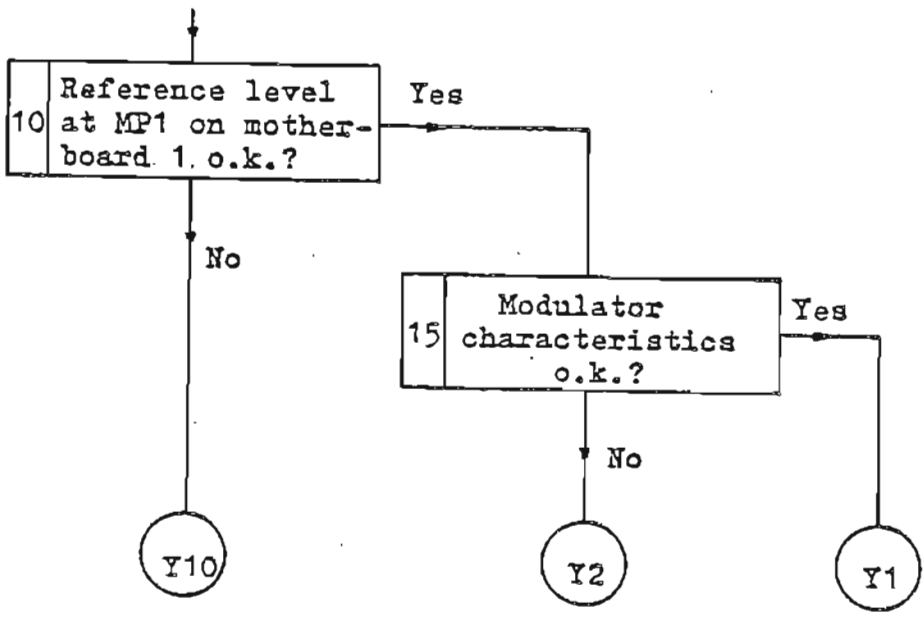 10
Reference level
at MP1 on mother-
board 1. o.k.?
Yes
No
15
Modulator
characteristics
o.k.?
Yes
No
Y10
Y2
Y1